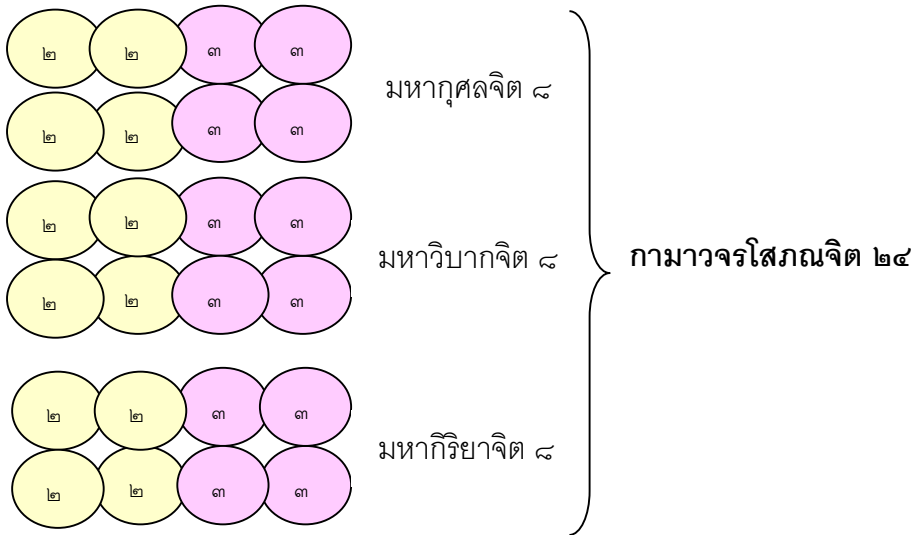 ๒ ๒ ๓ ๓
มหากุศลจิต ๘
๒ ๒ ๓ ๓
๒ ๒ ๓ ๓
มหาวิบากจิต ๘
กามาวจรโสภณจิต ๒๔
๒ ๒ ๓ ๓
๒ ๒ ๓ ๓
มหากิริยาจิต ๘
๒ ๒ ๓ ๓